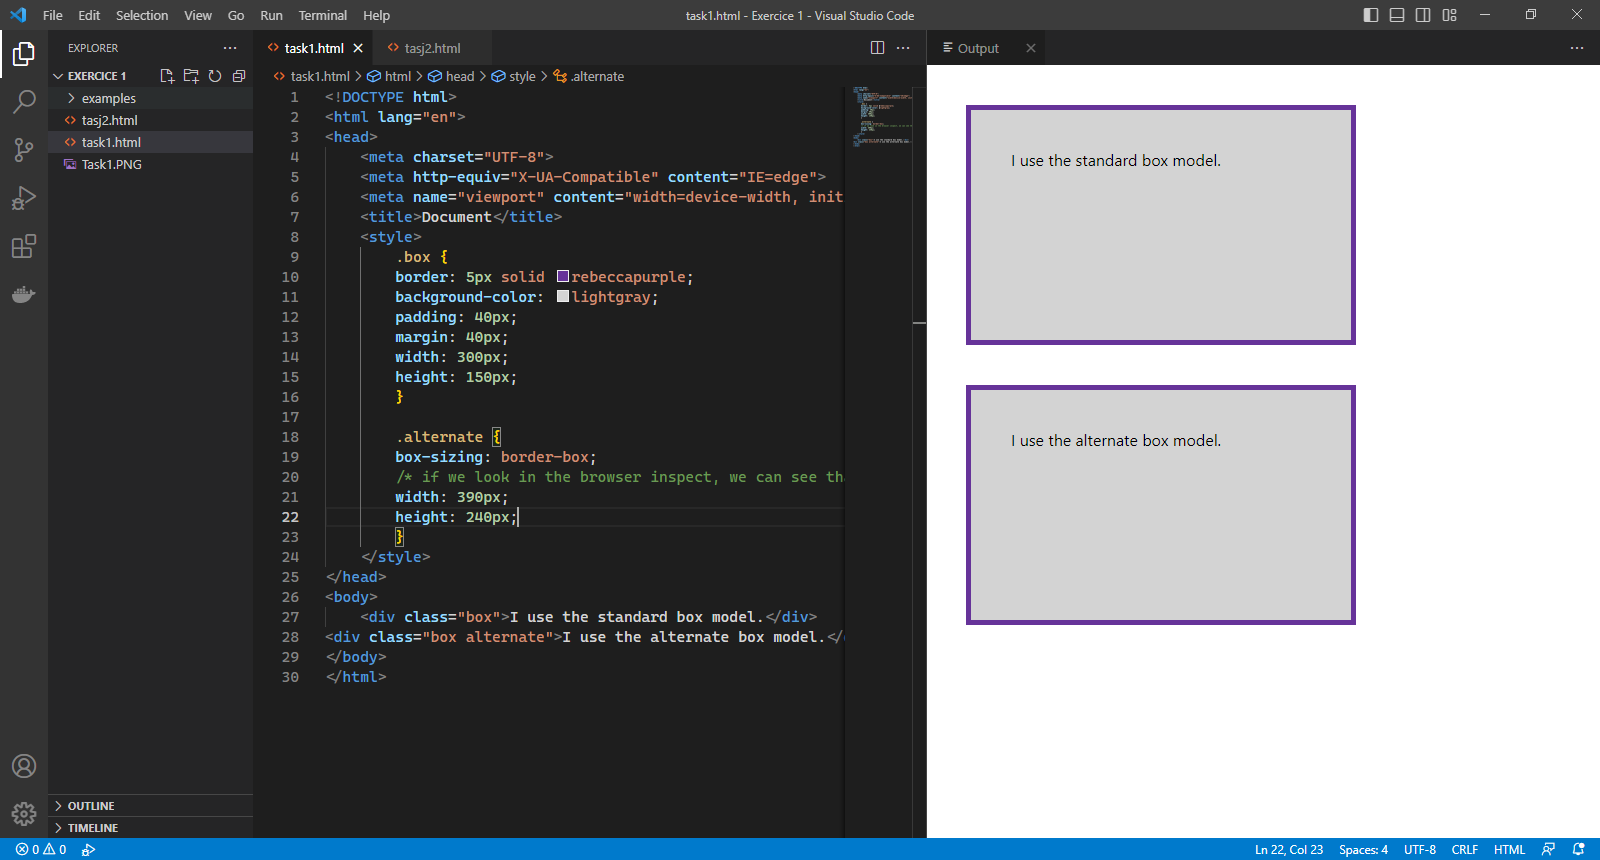 File Edit Selection View Go Run Terminal Help
task1.html - Exercice 1 - Visual Studio Code
EXPLORER
EXERCICE 1
examples
tasj2.html
task1.html
Task1.PNG
OUTLINE
TIMELINE
task1.html
tasj2.html
task1.html > html > head > style > .alternate
1 <!DOCTYPE html>
2 <html lang="en">
3 <head>
4 <meta charset="UTF-8">
5 <meta http-equiv="X-UA-Compatible" content="IE=edge">
6 <meta name="viewport" content="width=device-width, init
7 <title>Document</title>
8 <style>
9 .box {
10 border: 5px solid rebeccapurple;
11 background-color: lightgray;
12 padding: 40px;
13 margin: 40px;
14 width: 300px;
15 height: 150px;
16 }
17
18 .alternate {
19 box-sizing: border-box;
20 /* if we look in the browser inspect, we can see th
21 width: 390px;
22 height: 240px;
23 }
24 </style>
25 </head>
26 <body>
27 <div class="box">I use the standard box model.</div>
28 <div class="box alternate">I use the alternate box model.</
29 </body>
30 </html>
Output
I use the standard box model.
I use the alternate box model.
0 0
Ln 22, Col 23 Spaces: 4 UTF-8 CRLF HTML